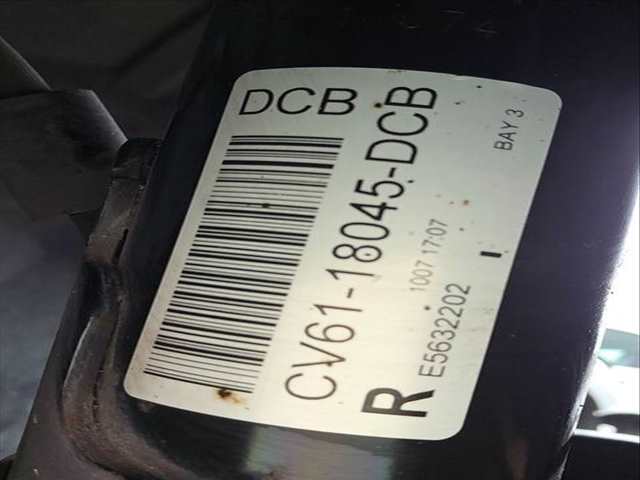 DCB
CV61-18045-DCB
1007 17:07
BAY 3
R
E5632202